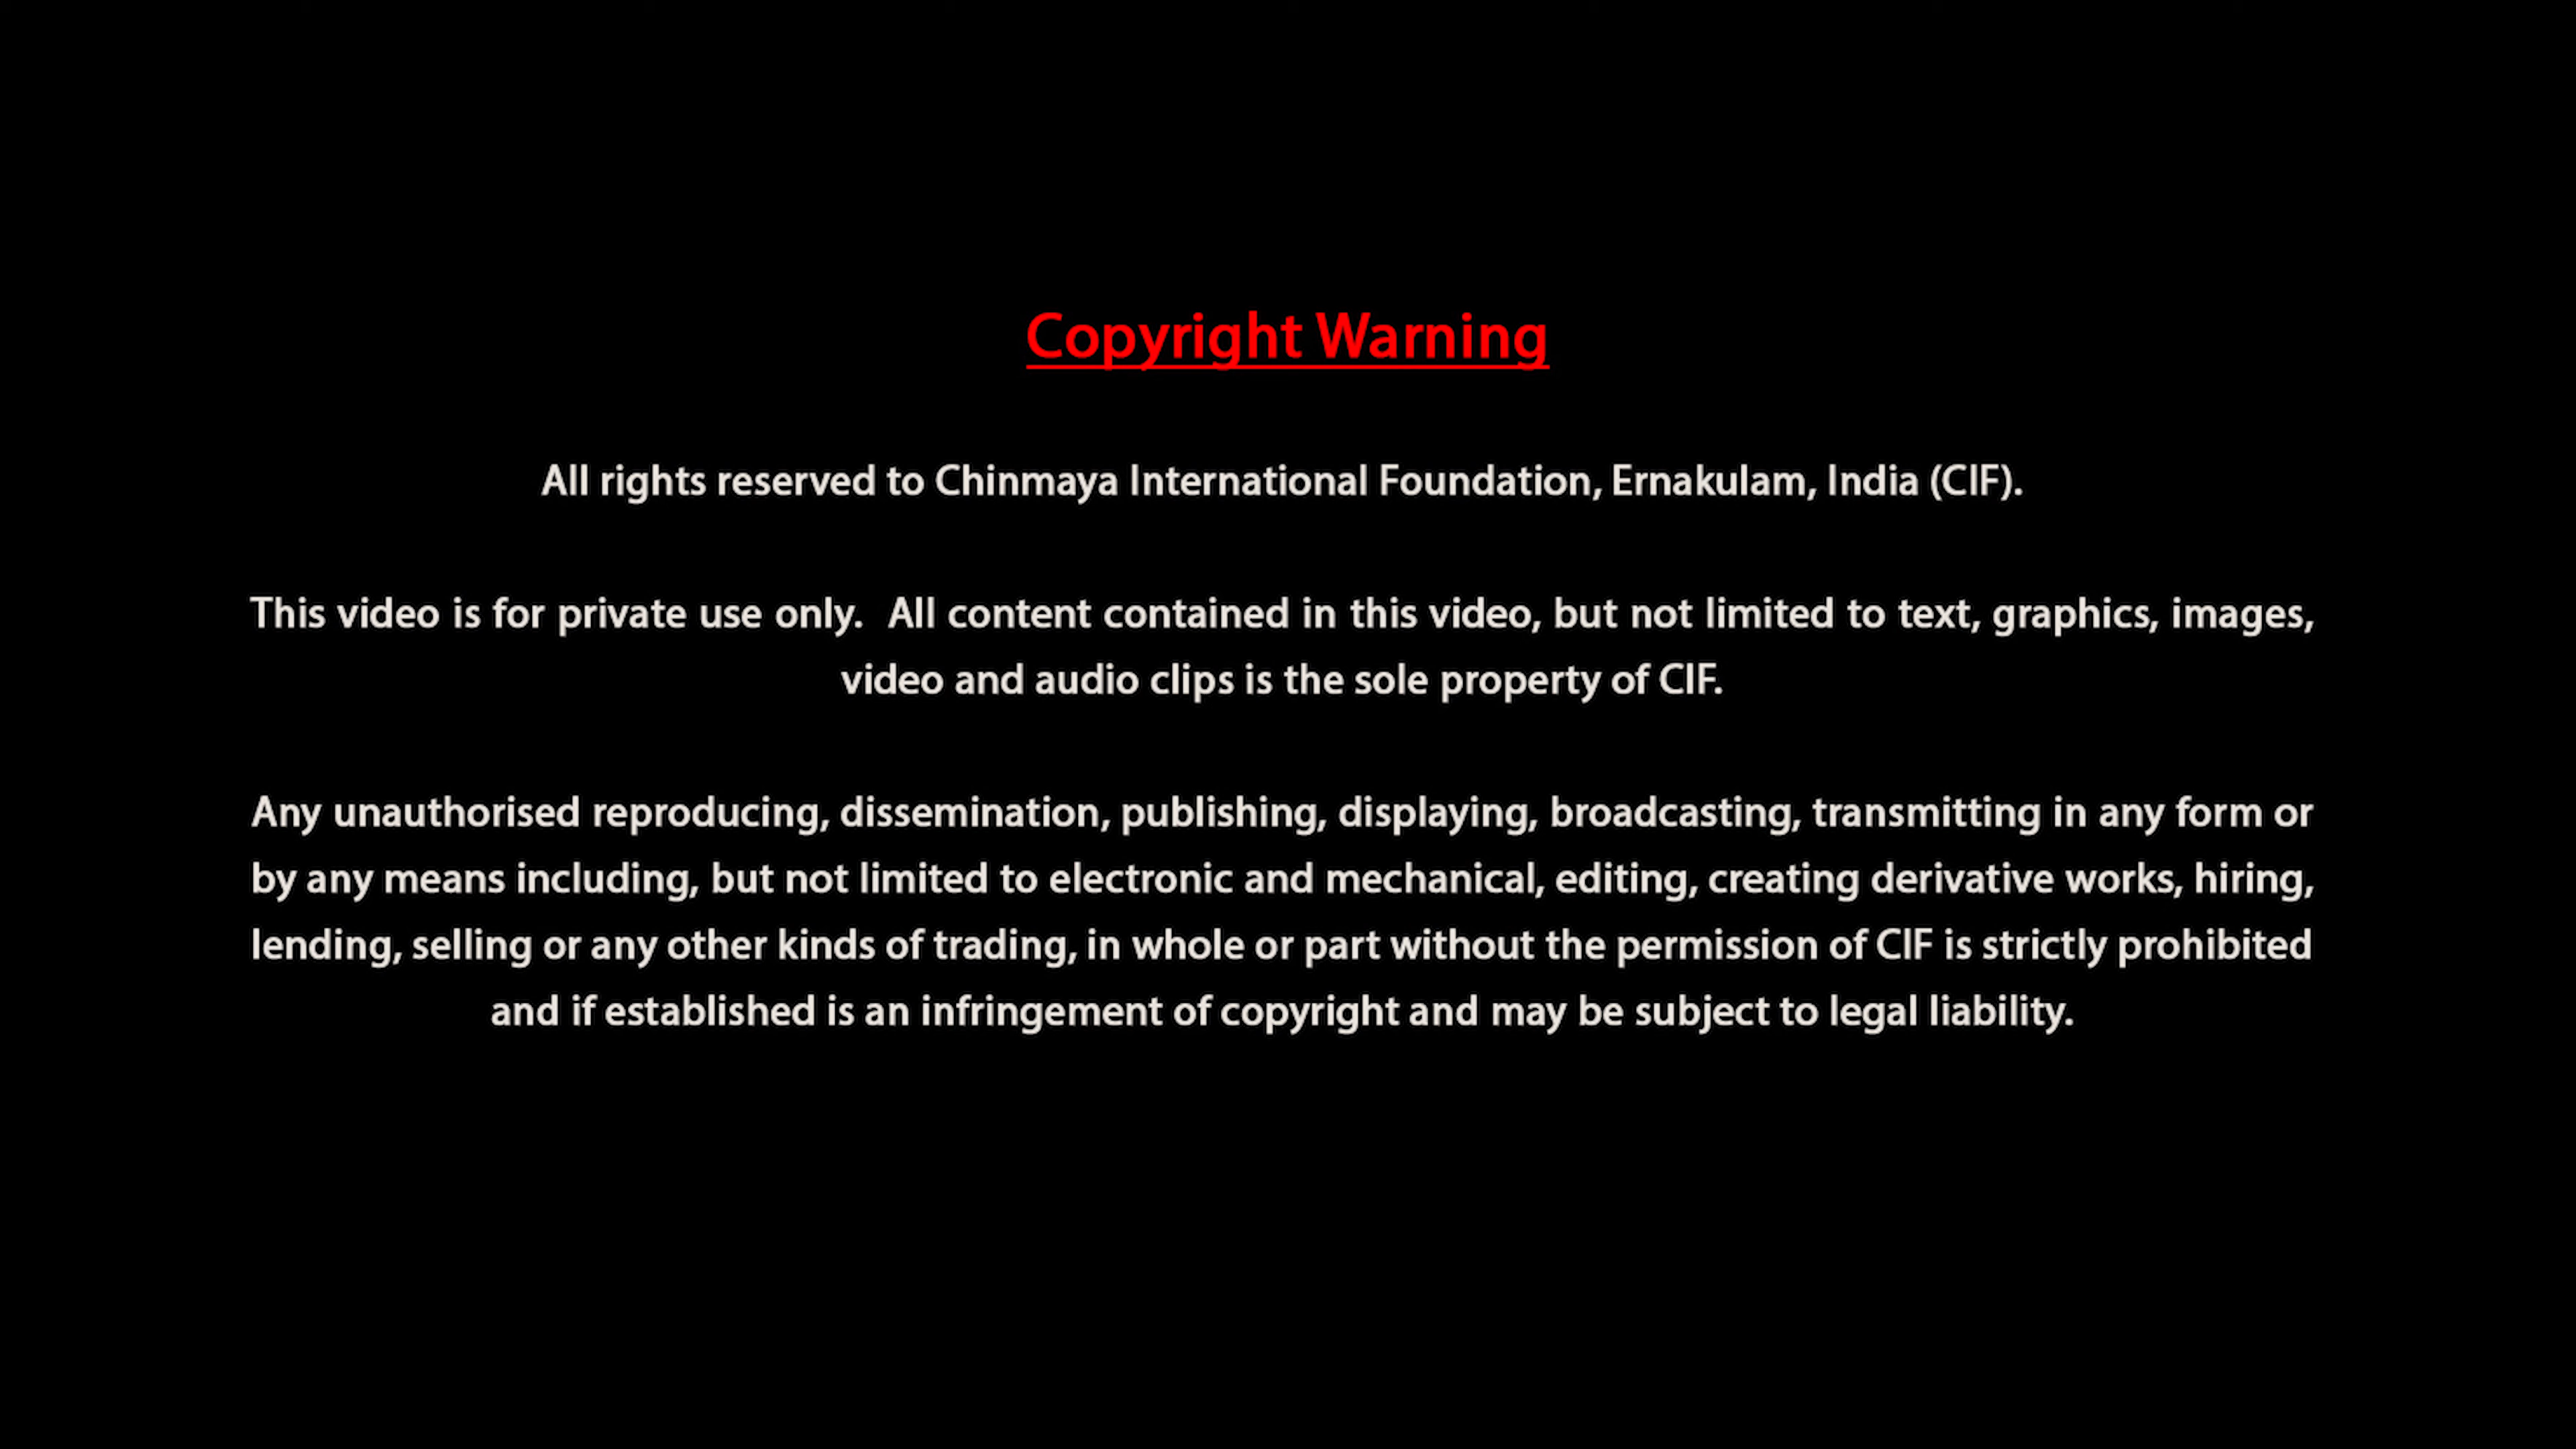 Copyright Warning
All rights reserved to Chinmaya International Foundation, Ernakulam, India (CIF).
This video is for private use only.  All content contained in this video, but not limited to text, graphics, images,
video and audio clips is the sole property of CIF.
Any unauthorised reproducing, dissemination, publishing, displaying, broadcasting, transmitting in any form or
by any means including, but not limited to electronic and mechanical, editing, creating derivative works, hiring,
lending, selling or any other kinds of trading, in whole or part without the permission of CIF is strictly prohibited
and if established is an infringement of copyright and may be subject to legal liability.